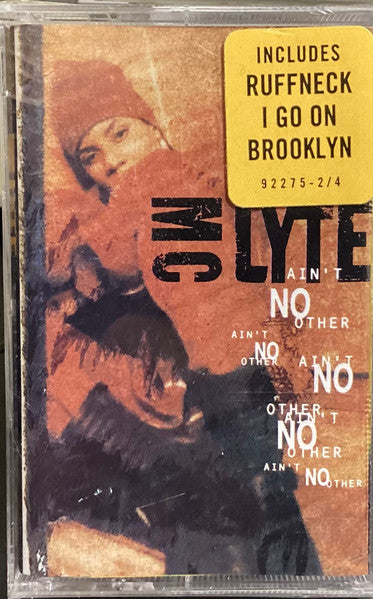 INCLUDES
RUFFNECK
I GO ON
BROOKLYN
92275-2/4
MC LYTE
AIN'T
NO
OTHER
AIN'T
NO
OTHER
AIN'T
NO
OTHER
AIN'T
NO
OTHER
AIN'T
NO
OTHER